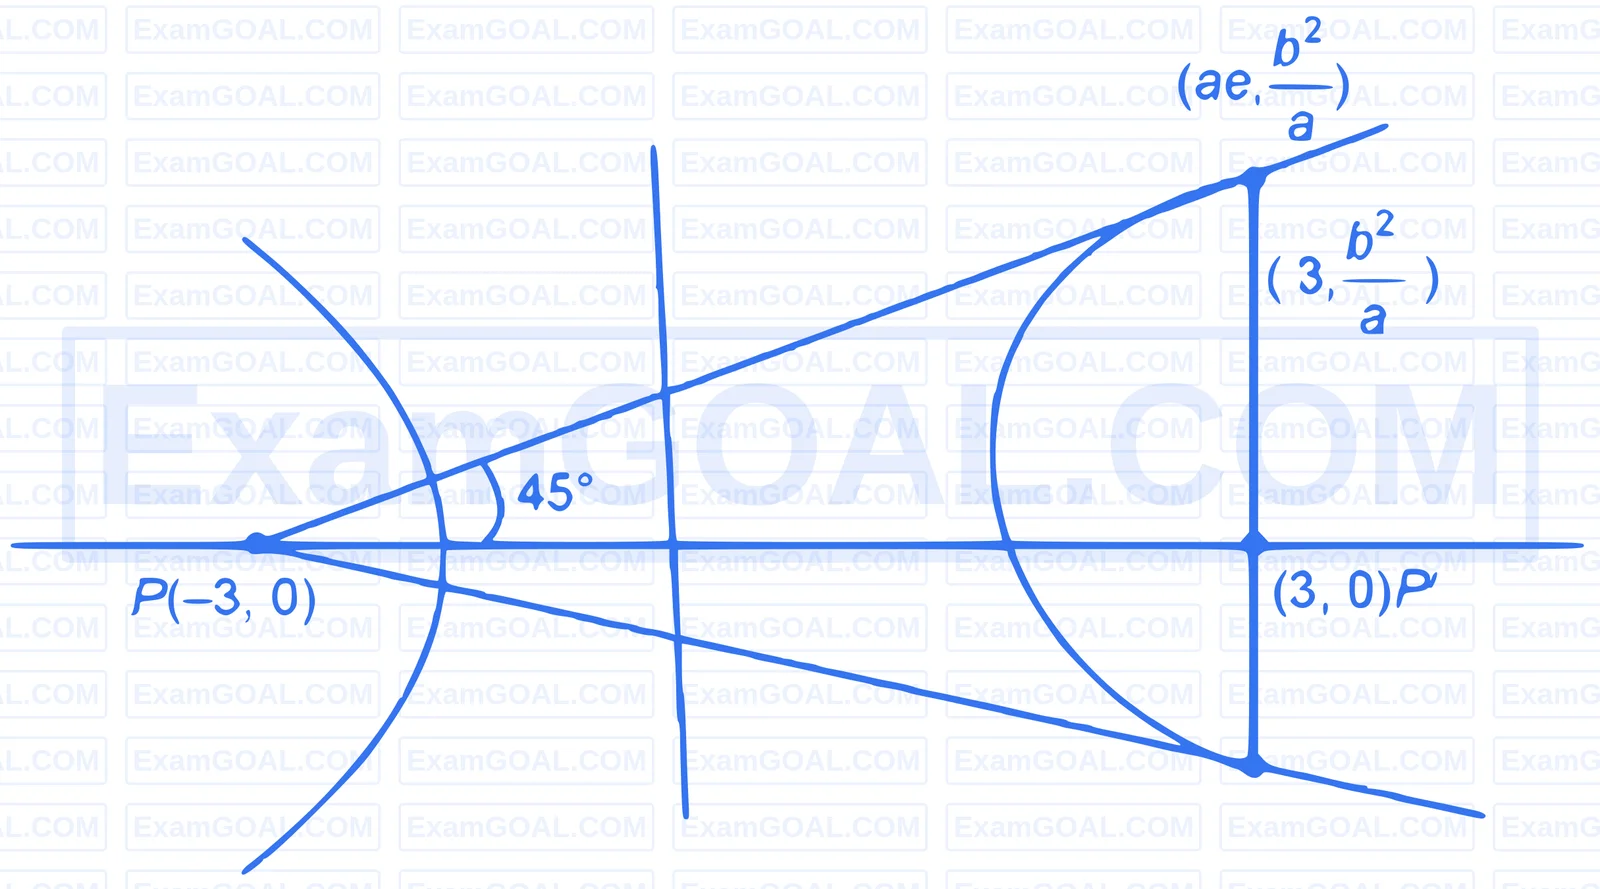 (ae, b²/a)
(3, b²/a)
45°
P(−3, 0)
(3, 0)P'
ExamGOAL.COM